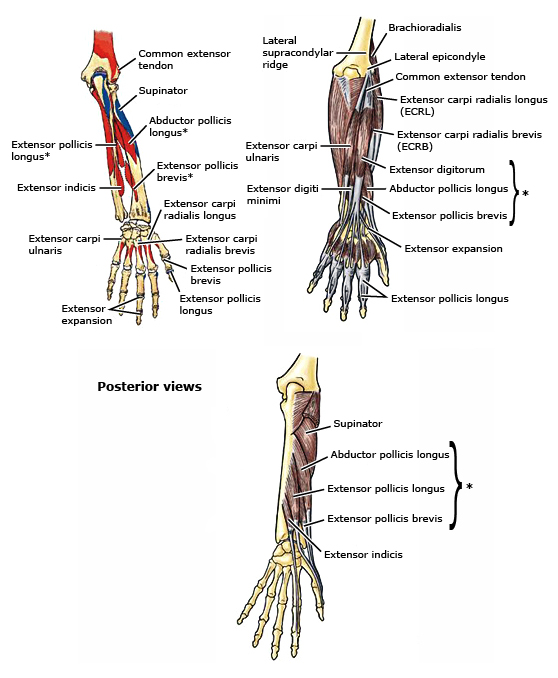 Common extensor
tendon
Supinator
Abductor pollicis
longus*
Extensor pollicis
longus*
Extensor pollicis
brevis*
Extensor indicis
Extensor carpi
radialis longus
Extensor carpi
ulnaris
Extensor carpi
radialis brevis
Extensor pollicis
brevis
Extensor pollicis
longus
Extensor
expansion
Brachioradialis
Lateral
supracondylar
ridge
Lateral epicondyle
Common extensor tendon
Extensor carpi radialis longus
(ECRL)
Extensor carpi radialis brevis
(ECRB)
Extensor carpi
ulnaris
Extensor digitorum
Extensor digiti
minimi
Abductor pollicis longus
*
Extensor pollicis brevis
Extensor expansion
Extensor pollicis longus
Posterior views
Supinator
Abductor pollicis longus
Extensor pollicis longus
*
Extensor pollicis brevis
Extensor indicis